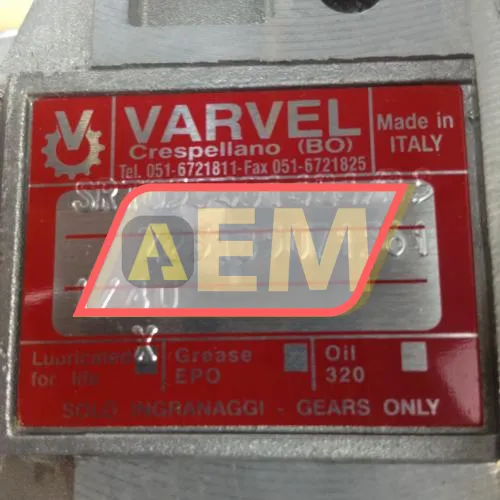 V VARVEL
Made in
ITALY
Crespellano (BO)
Tel. 051-6721811-Fax 051-6721825
SR
AEM
Lubricated
for life
X
Grease
EPO
Oil
320
SOLO INGRANAGGI - GEARS ONLY